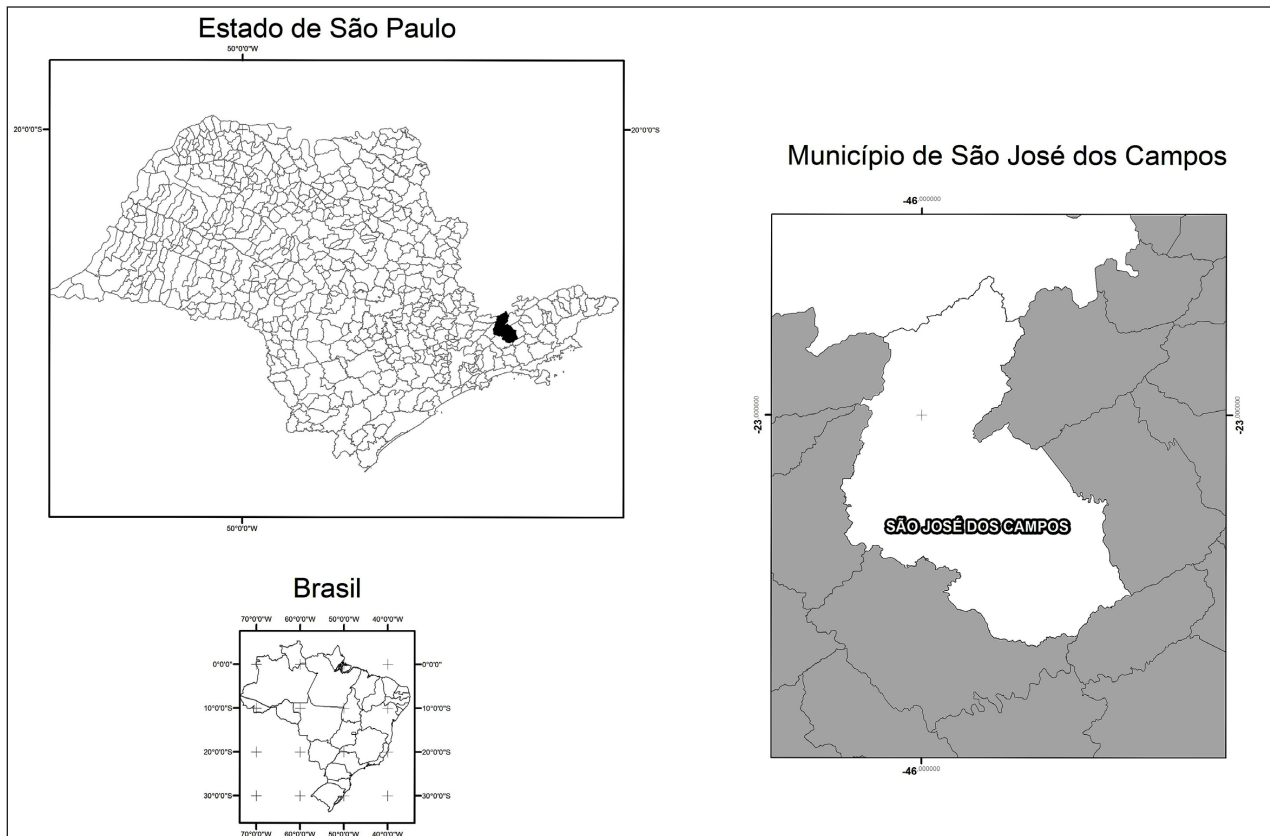 Estado de São Paulo
50°0'0"W
20°0'0"S
20°0'0"S
50°0'0"W
Município de São José dos Campos
-46,000000
-23,000000
-23,000000
SÃO JOSÉ DOS CAMPOS
-46,000000
Brasil
70°0'0"W 60°0'0"W 50°0'0"W 40°0'0"W
0°0'0" 0°0'0"
10°0'0"S 10°0'0"S
20°0'0"S 20°0'0"S
30°0'0"S 30°0'0"S
70°0'0"W 60°0'0"W 50°0'0"W 40°0'0"W